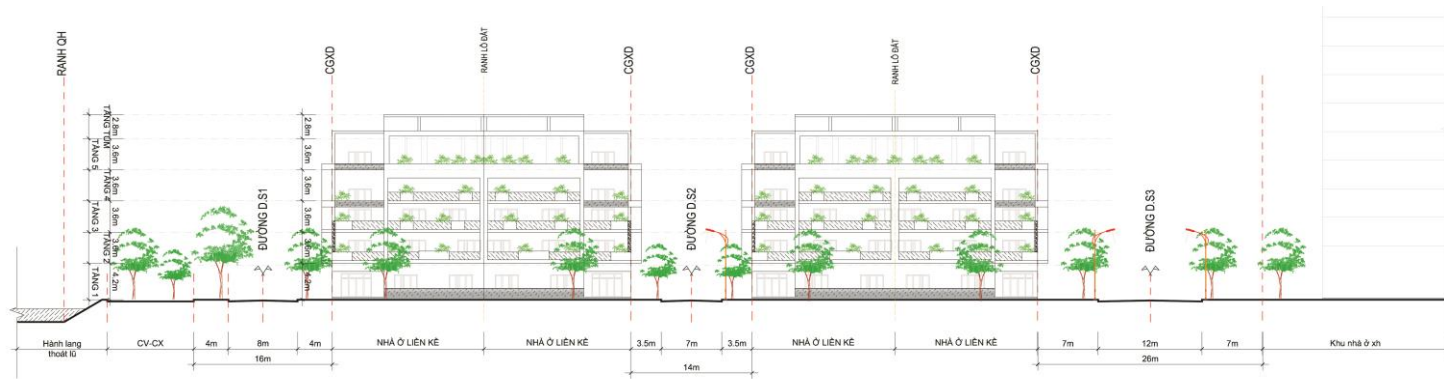 RANH QH
CGXD
RANH LÔ ĐẤT
CGXD
CGXD
RANH LÔ ĐẤT
CGXD
TẦNG TUM
2.8m
TẦNG 5
3.6m
TẦNG 4
3.6m
TẦNG 3
3.6m
TẦNG 2
3.6m
TẦNG 1
4.2m
ĐƯỜNG D.S1
2.8m
3.6m
3.6m
3.6m
3.6m
4.2m
ĐƯỜNG D.S2
ĐƯỜNG D.S3
Hành lang
thoát lũ
CV-CX
4m
8m
4m
NHÀ Ở LIÊN KẾ
NHÀ Ở LIÊN KẾ
3.5m
7m
3.5m
NHÀ Ở LIÊN KẾ
NHÀ Ở LIÊN KẾ
7m
12m
7m
Khu nhà ở xh
16m
14m
26m